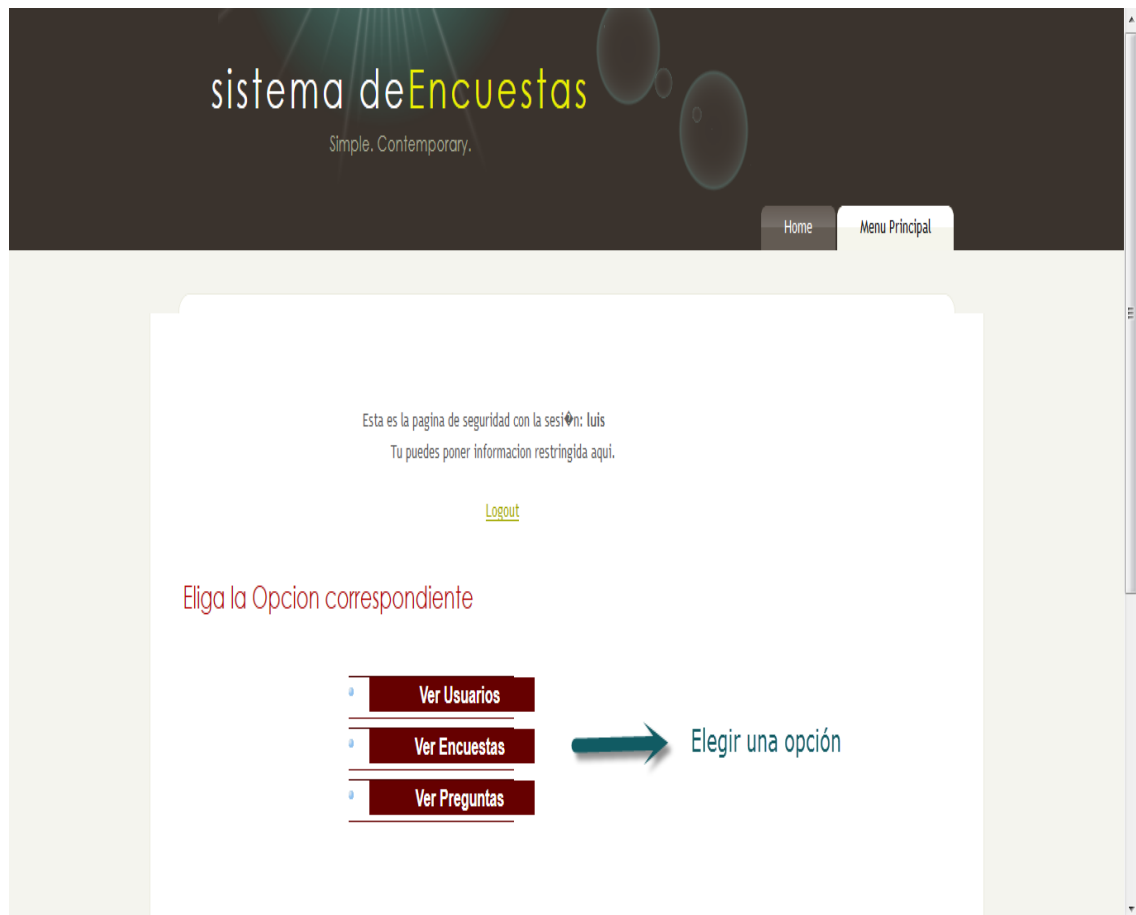 sistema deEncuestas
Simple. Contemporary.
Home Menu Principal
Esta es la pagina de seguridad con la sesi�n: luis
Tu puedes poner informacion restringida aqui.
Logout
Eliga la Opcion correspondiente
Ver Usuarios
Ver Encuestas
Elegir una opción
Ver Preguntas